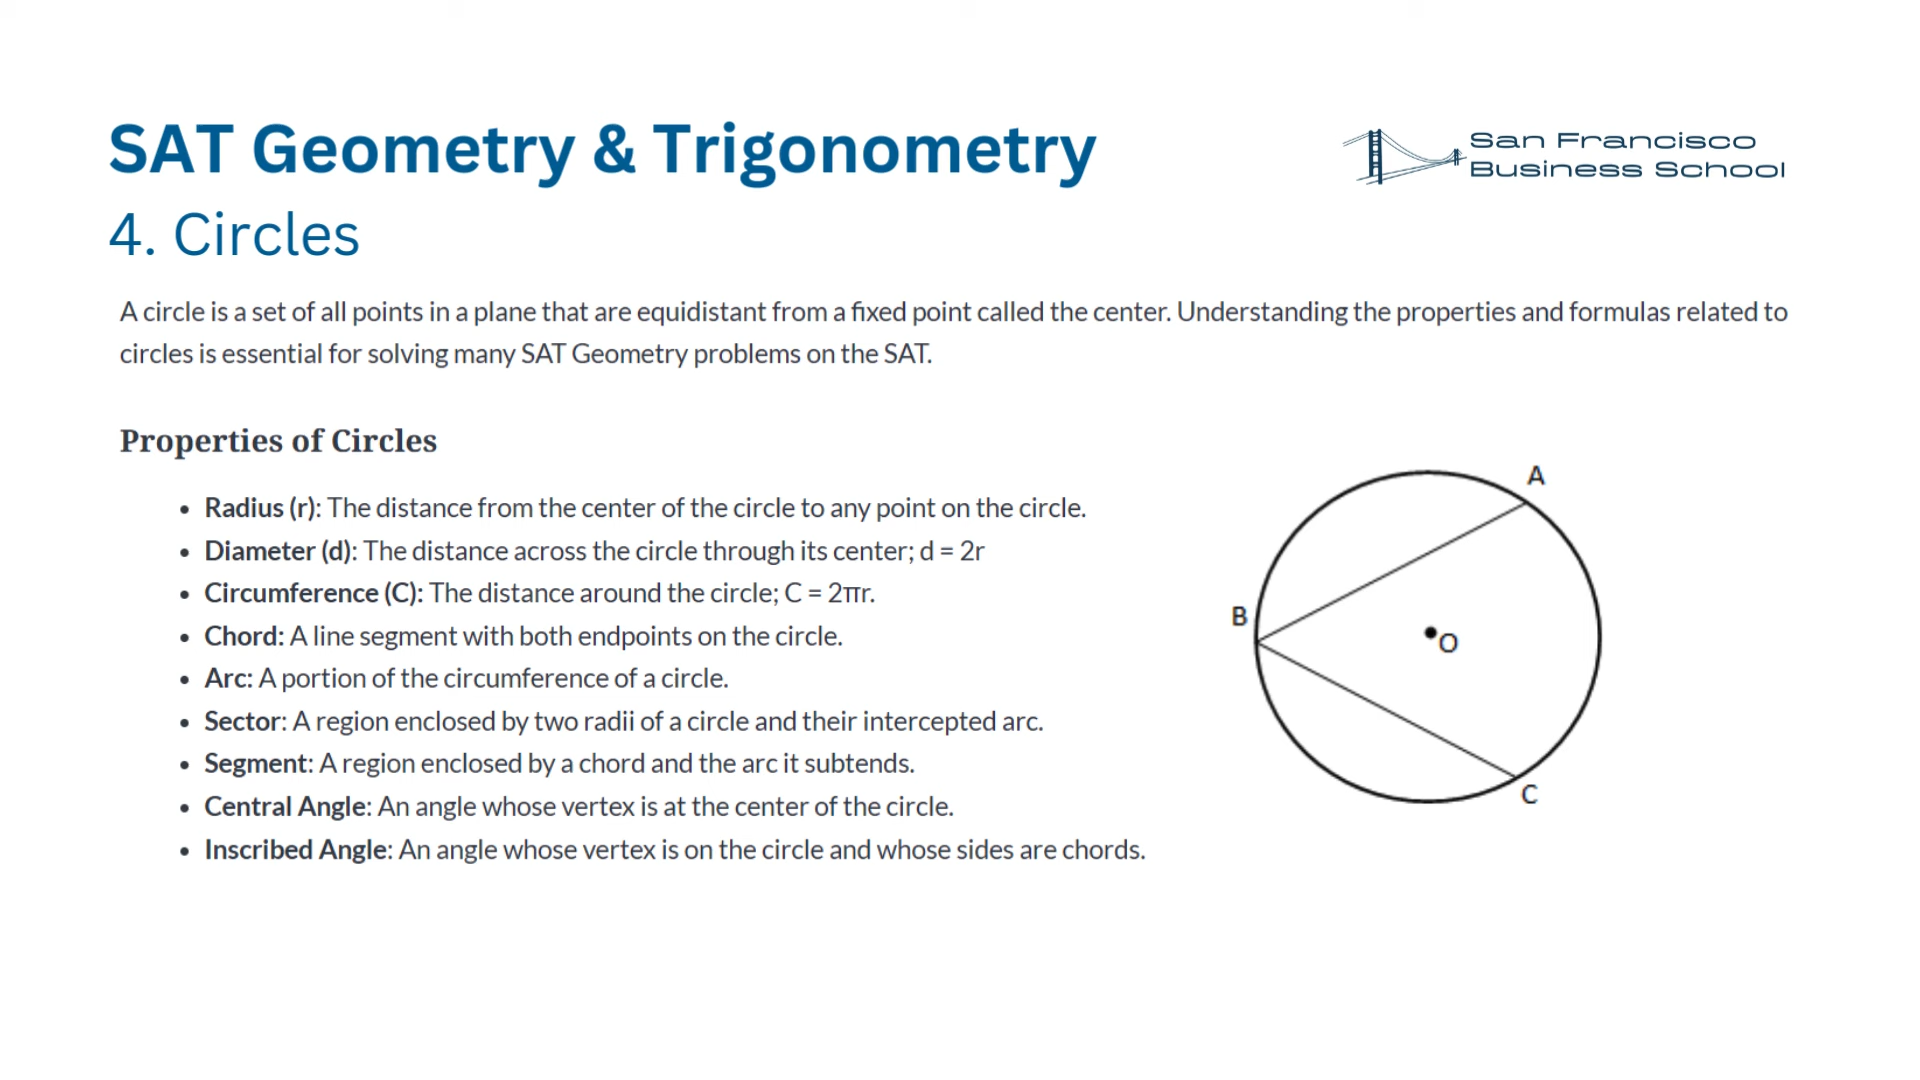 SAT Geometry & Trigonometry
San Francisco
Business School
4. Circles
A circle is a set of all points in a plane that are equidistant from a fixed point called the center. Understanding the properties and formulas related to
circles is essential for solving many SAT Geometry problems on the SAT.
Properties of Circles
• Radius (r): The distance from the center of the circle to any point on the circle.
• Diameter (d): The distance across the circle through its center; d = 2r
• Circumference (C): The distance around the circle; C = 2πr.
• Chord: A line segment with both endpoints on the circle.
• Arc: A portion of the circumference of a circle.
• Sector: A region enclosed by two radii of a circle and their intercepted arc.
• Segment: A region enclosed by a chord and the arc it subtends.
• Central Angle: An angle whose vertex is at the center of the circle.
• Inscribed Angle: An angle whose vertex is on the circle and whose sides are chords.
A
B
O
C